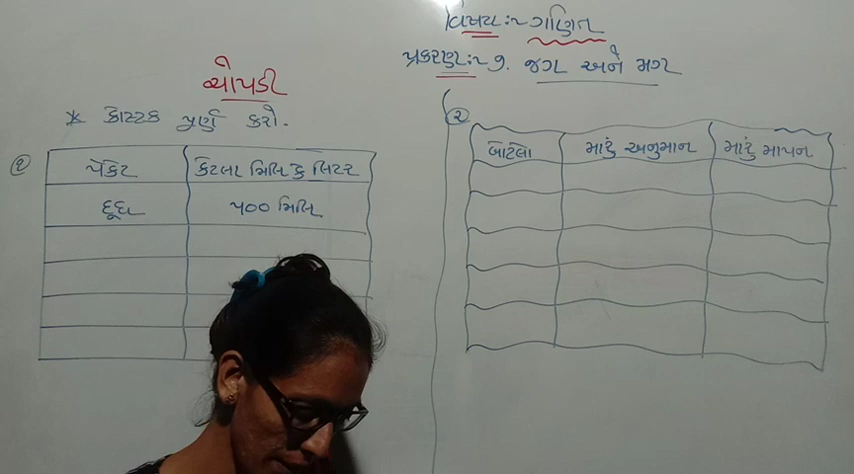 વિષય :~ ગણિત
પ્રકરણ :~ ૭. જગ અને મગ
ચોપડી
* કોષ્ટક પૂર્ણ કરો.
૧
પેકેટ કેટલા મિલિ કે લિટર
દૂધ ૫૦૦ મિલિ
૨
બોટલો મારું અનુમાન મારું માપન